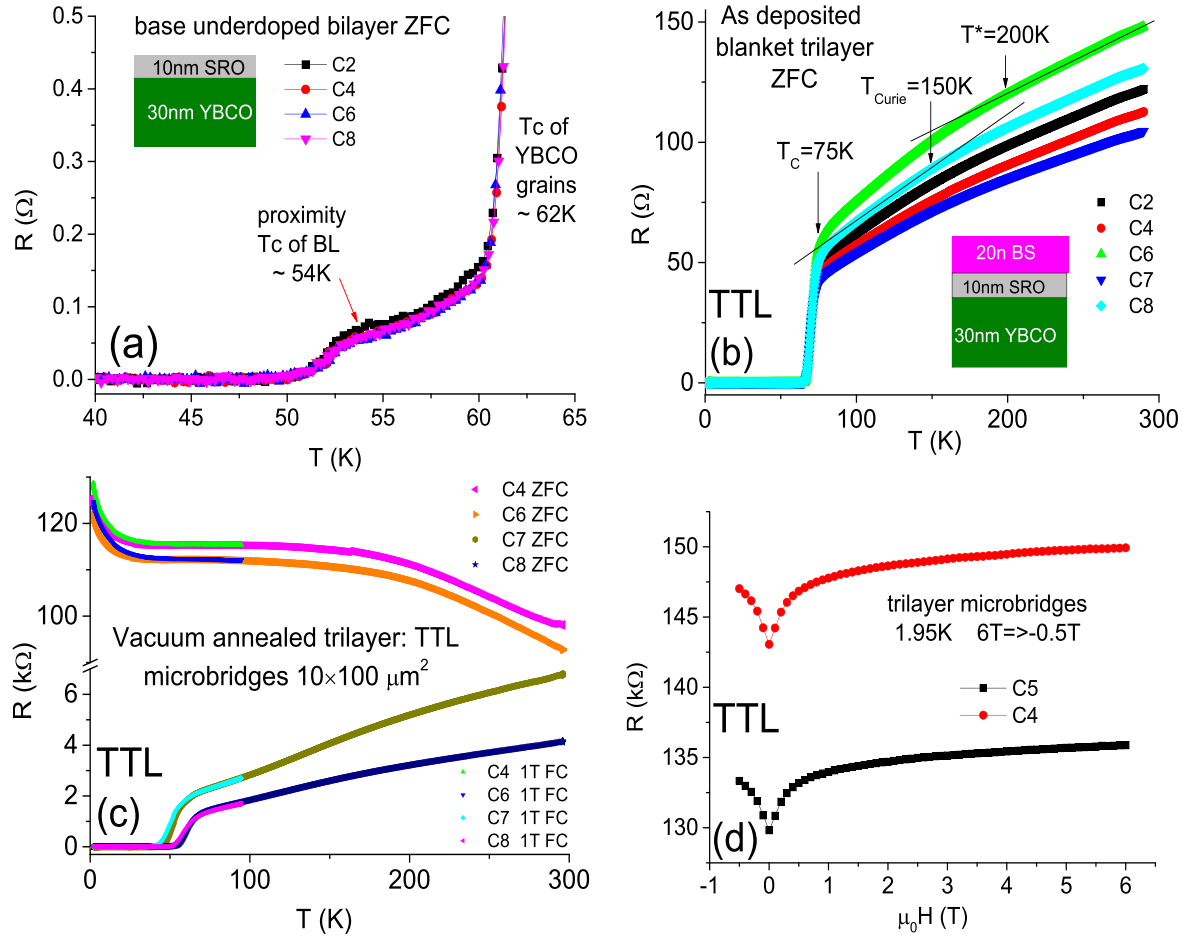 base underdoped bilayer ZFC
10nm SRO
30nm YBCO
C2
C4
C6
C8
Tc of
YBCO
grains
~ 62K
proximity
Tc of BL
~ 54K
(a)
R (Ω)
0.5
0.4
0.3
0.2
0.1
0.0
40 45 50 55 60 65
T (K)
As deposited
blanket trilayer
ZFC
T*=200K
T_Curie=150K
T_C=75K
C2
C4
C6
C7
C8
20n BS
10nm SRO
30nm YBCO
TTL
(b)
R (Ω)
150
100
50
0
0 50 100 150 200 250 300
T (K)
C4 ZFC
C6 ZFC
C7 ZFC
C8 ZFC
Vacuum annealed trilayer: TTL
microbridges 10×100 μm²
TTL
(c)
C4 1T FC
C6 1T FC
C7 1T FC
C8 1T FC
R (kΩ)
120
100
6
4
2
0
0 100 200 300
T (K)
trilayer microbridges
1.95K 6T=>-0.5T
C5
C4
TTL
(d)
R (kΩ)
150
145
140
135
130
-1 0 1 2 3 4 5 6
μ₀H (T)